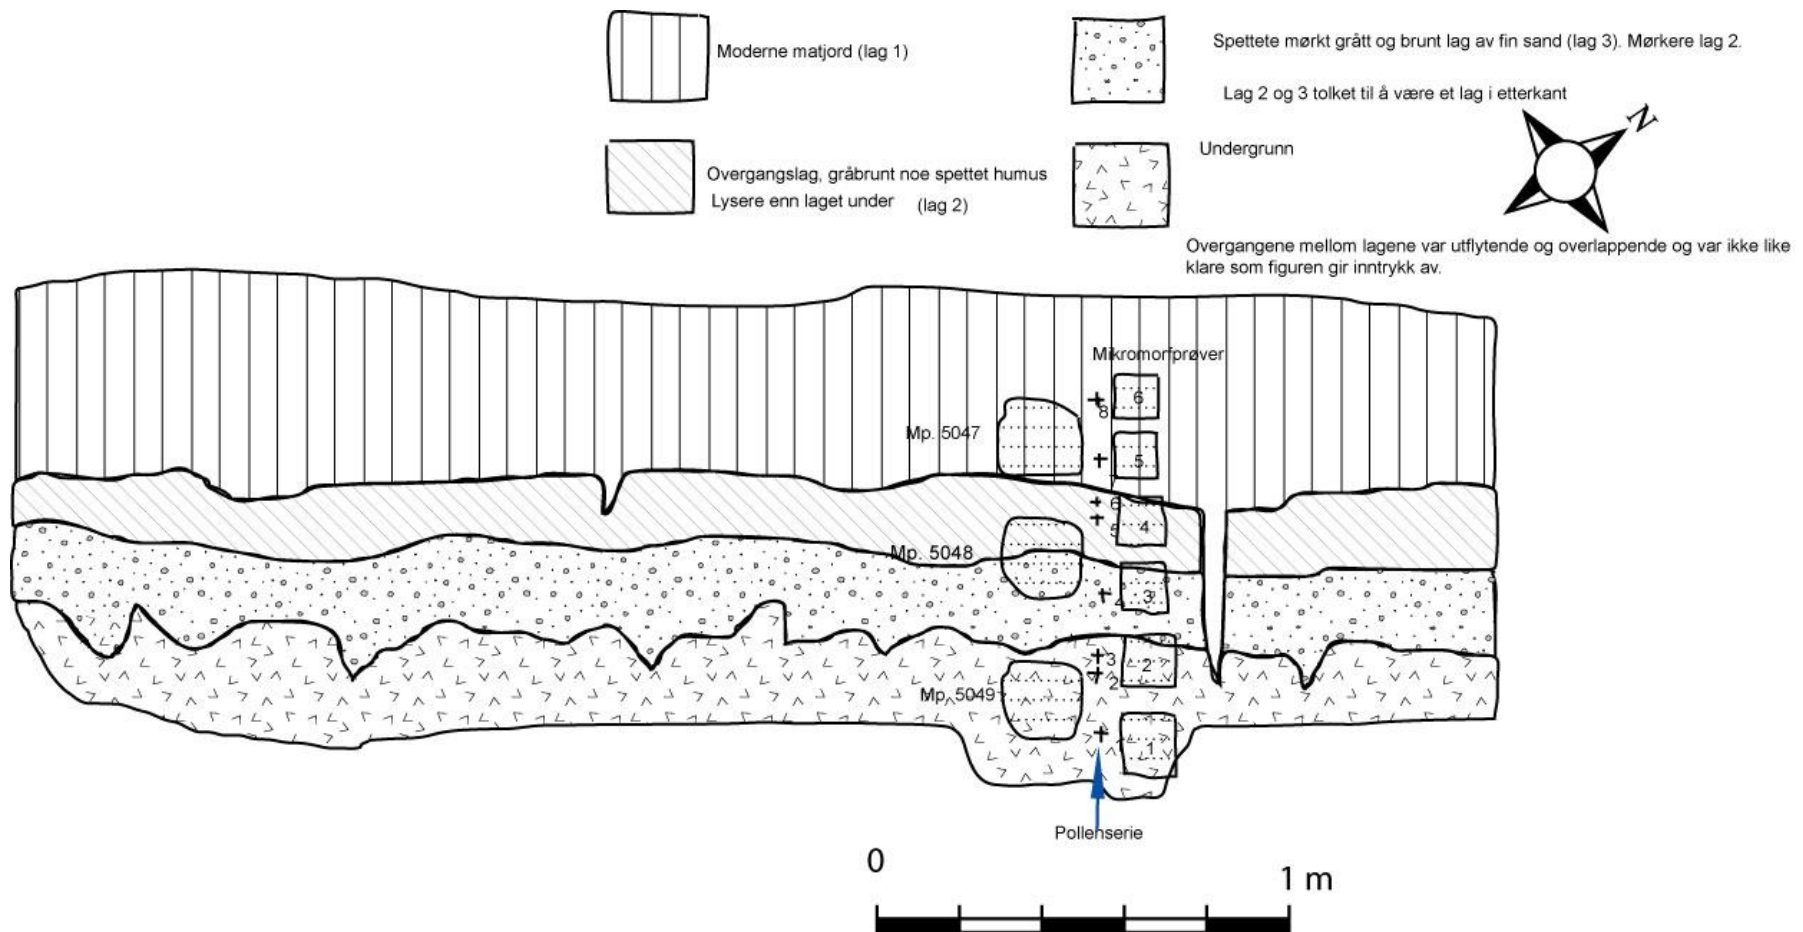 Moderne matjord (lag 1)
Spettete mørkt grått og brunt lag av fin sand (lag 3). Mørkere lag 2.
Lag 2 og 3 tolket til å være et lag i etterkant
N
Undergrunn
Overgangslag, gråbrunt noe spettet humus
Lysere enn laget under (lag 2)
Overgangene mellom lagene var utflytende og overlappende og var ikke like
klare som figuren gir inntrykk av.
Mikromorfprøver
6
8
Mp. 5047
5
7
6
4
5
Mp. 5048
3
4
3
2
2
Mp. 5049
1
Pollenserie
0
1 m